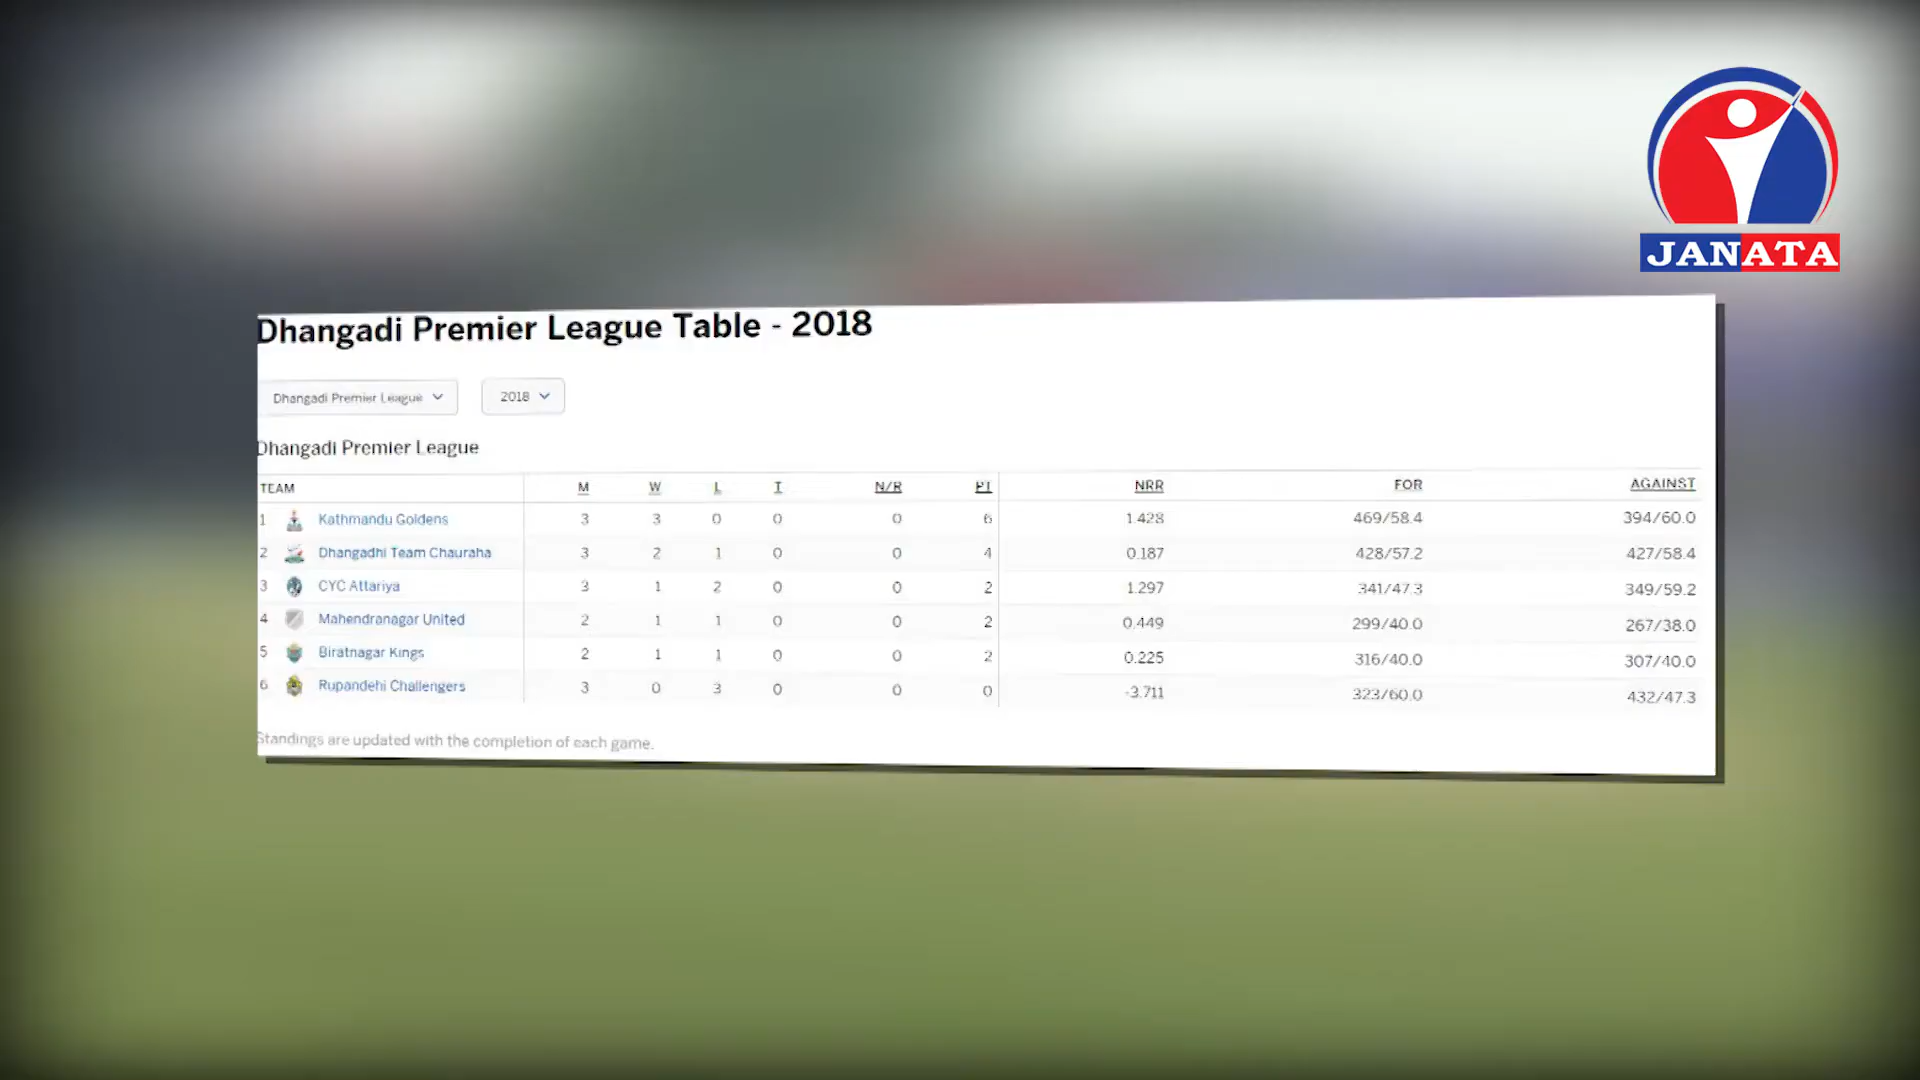 JANATA
Dhangadi Premier League Table - 2018
Dhangadi Premier League 2018
Dhangadi Premier League
TEAM M W L T N/R PT NRR FOR AGAINST
1 Kathmandu Goldens 3 3 0 0 0 6 1.428 469/58.4 394/60.0
2 Dhangadhi Team Chauraha 3 2 1 0 0 4 0.187 428/57.2 427/58.4
3 CYC Attariya 3 1 2 0 0 2 1.297 341/47.3 349/59.2
4 Mahendranagar United 2 1 1 0 0 2 0.449 299/40.0 267/38.0
5 Biratnagar Kings 2 1 1 0 0 2 0.225 316/40.0 307/40.0
6 Rupandehi Challengers 3 0 3 0 0 0 -3.711 323/60.0 432/47.3
Standings are updated with the completion of each game.